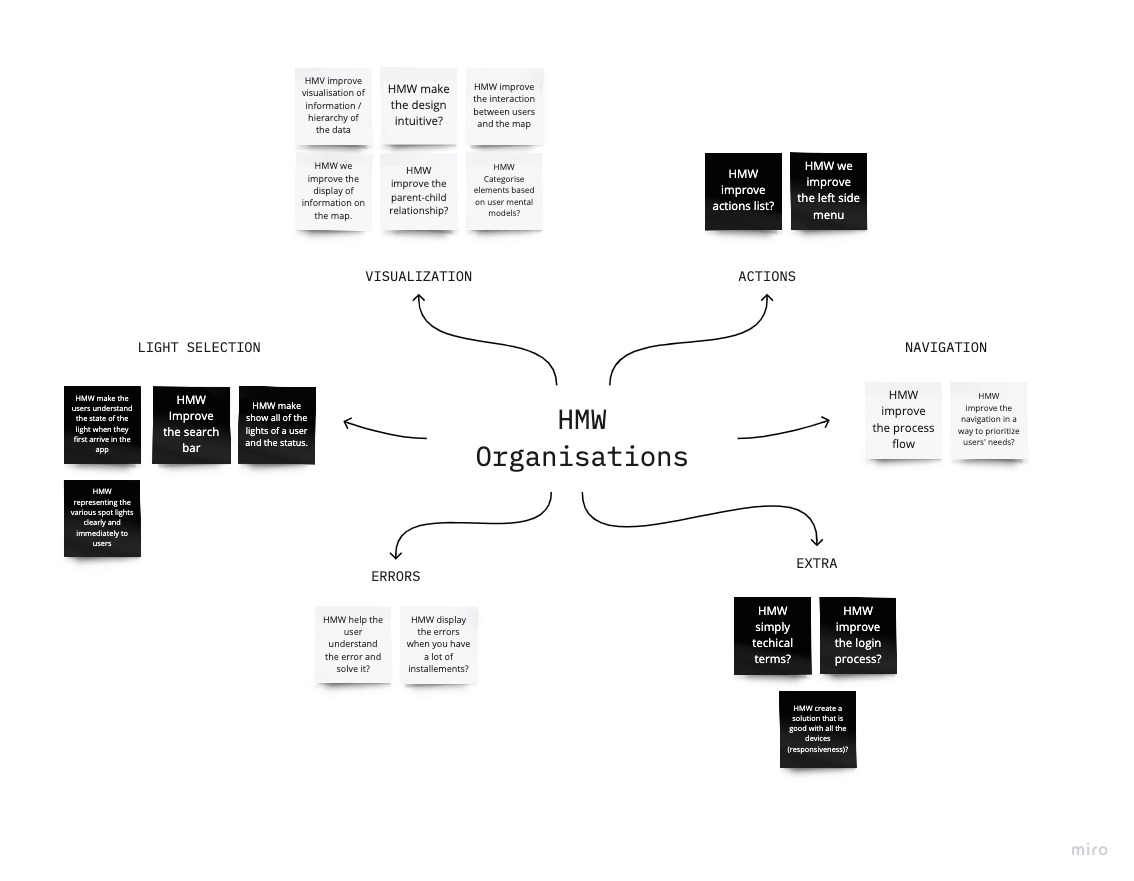 HMV improve
visualisation of
information /
hierarchy of
the data
HMW make
the design
intuitive?
HMW improve
the interaction
between users
and the map
HMW we
improve the
display of
information on
the map.
HMW
improve the
parent-child
relationship?
HMW
Categorise
elements based
on user mental
models?
HMW
improve
actions list?
HMW we
improve
the left side
menu
VISUALIZATION
ACTIONS
LIGHT SELECTION
NAVIGATION
HMW make the
users understand
the state of the
light when they
first arrive in the
app
HMW
Improve
the search
bar
HMW make
show all of the
lights of a user
and the status.
HMW
representing the
various spot lights
clearly and
immediately to
users
HMW
Organisations
HMW
improve
the process
flow
HMW
improve the
navigation in a
way to prioritize
users' needs?
ERRORS
HMW help the
user
understand
the error and
solve it?
HMW display
the errors
when you have
a lot of
installements?
EXTRA
HMW
simply
techical
terms?
HMW
improve
the login
process?
HMW create a
solution that is
good with all the
devices
(responsiveness)?
miro